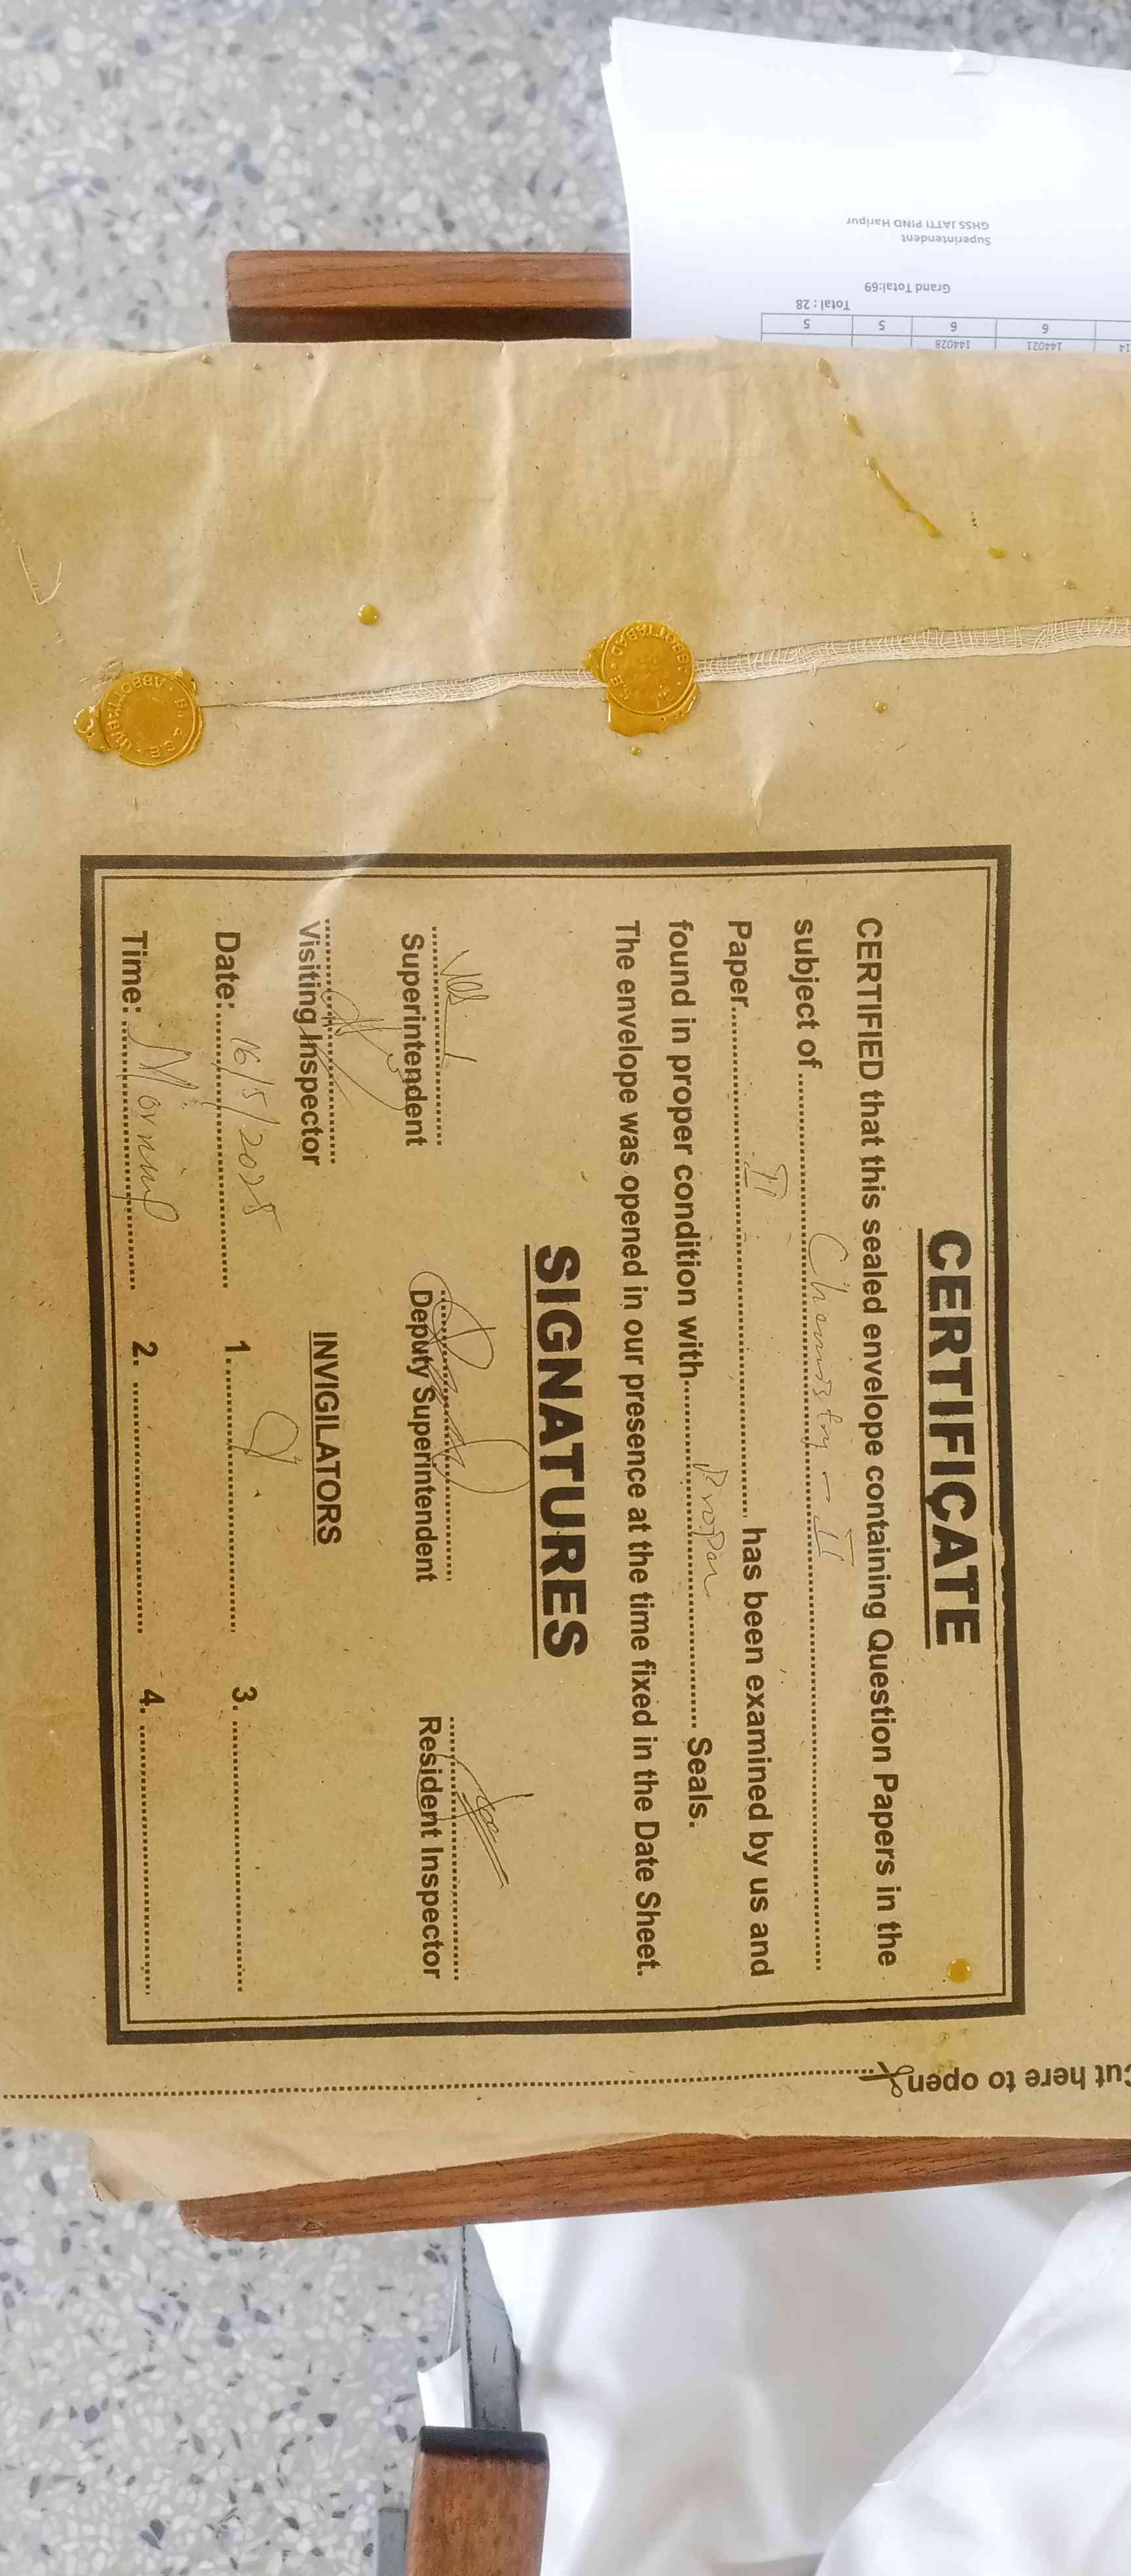 CERTIFICATE
CERTIFIED that this sealed envelope containing Question Papers in the
subject of Chemistry - II
Paper II has been examined by us and
found in proper condition with Proper Seals.
The envelope was opened in our presence at the time fixed in the Date Sheet.
SIGNATURES
Superintendent Deputy Superintendent Resident Inspector
Visiting Inspector
INVIGILATORS
Date: 16/5/2025 1. 3.
Time: Morning 2. 4.
Cut here to open
B.I.S.E ABBOTTABAD
B.I.S.E ABBOTTABAD
14 144021 144028
6 6 5 5
Total : 28
Grand Total:69
Superintendent
GHSS JATTI PIND Haripur